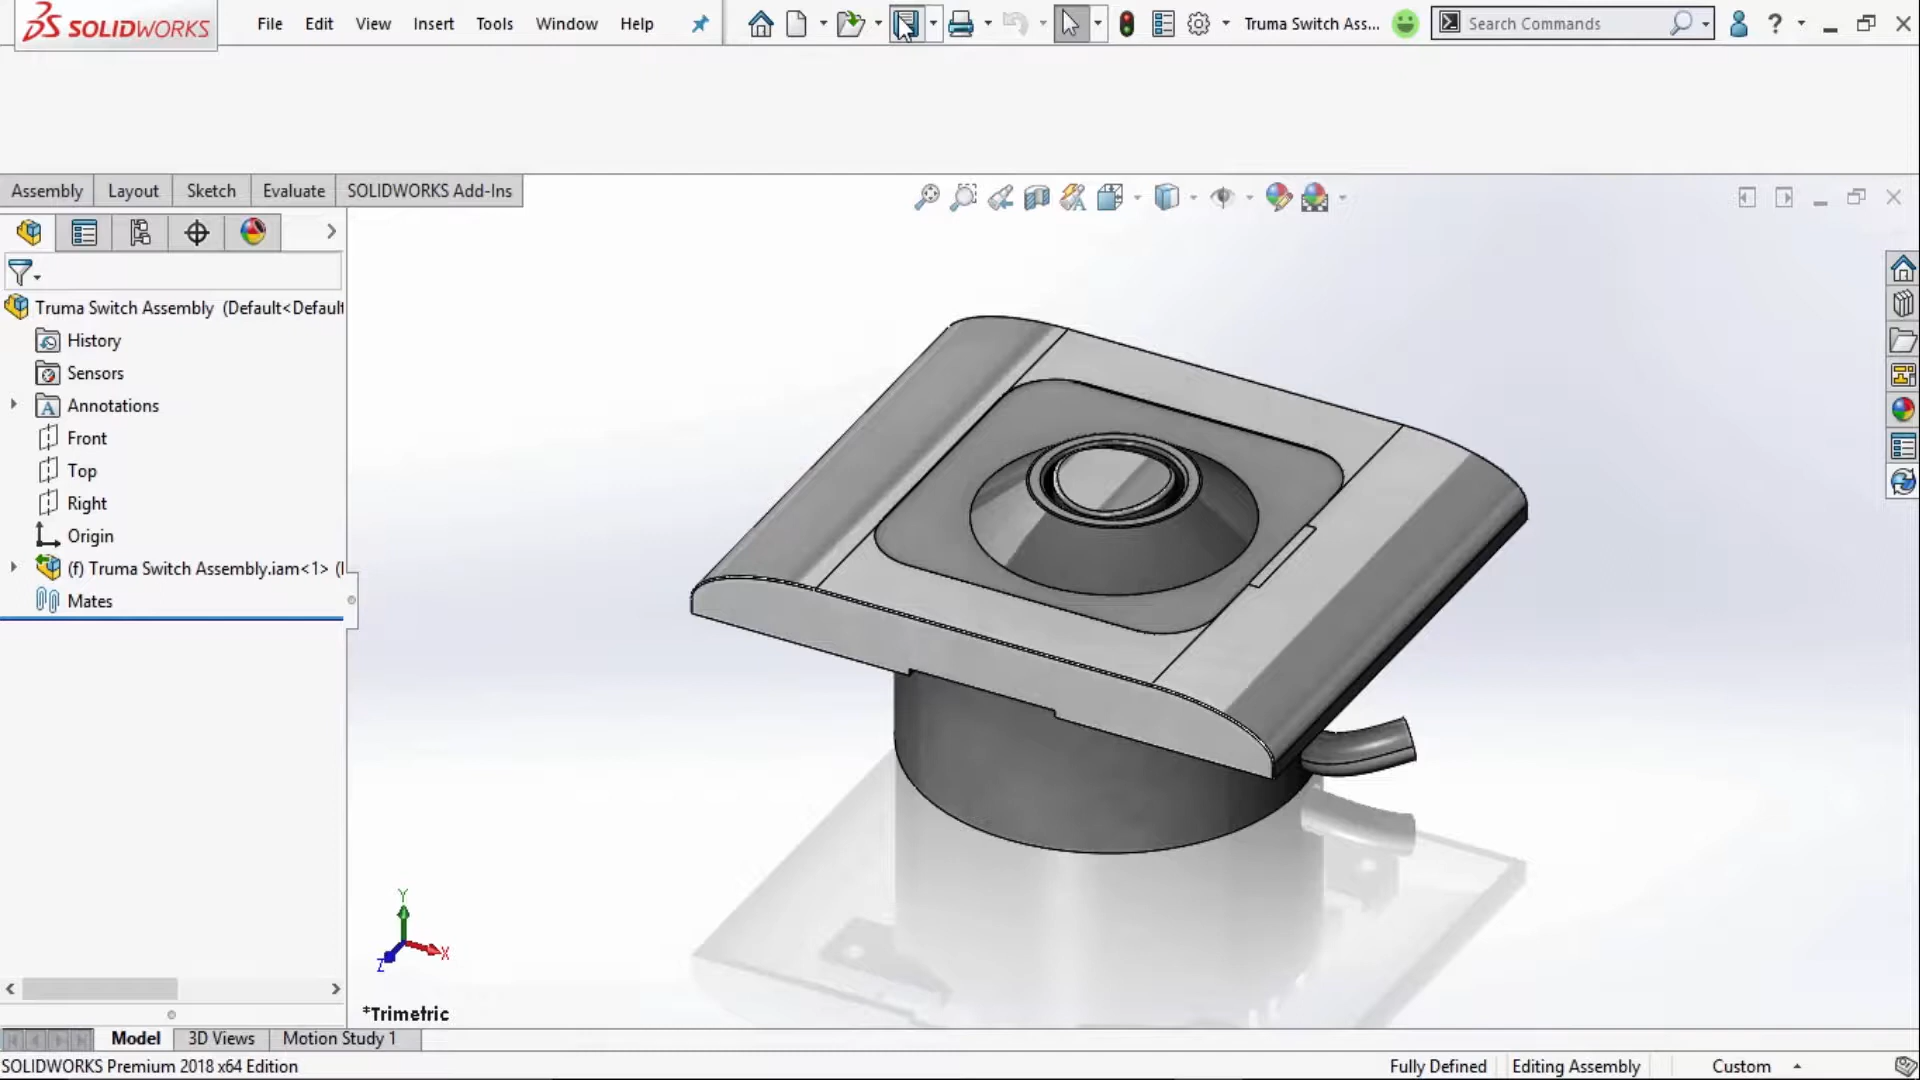 SOLIDWORKS
File Edit View Insert Tools Window Help
Truma Switch Ass...
Search Commands
?
Assembly Layout Sketch Evaluate SOLIDWORKS Add-Ins
Truma Switch Assembly (Default<Default
History
Sensors
A Annotations
Front
Top
Right
Origin
(f) Truma Switch Assembly.iam<1> (
Mates
Y
X
Z
*Trimetric
Model 3D Views Motion Study 1
SOLIDWORKS Premium 2018 x64 Edition
Fully Defined Editing Assembly Custom